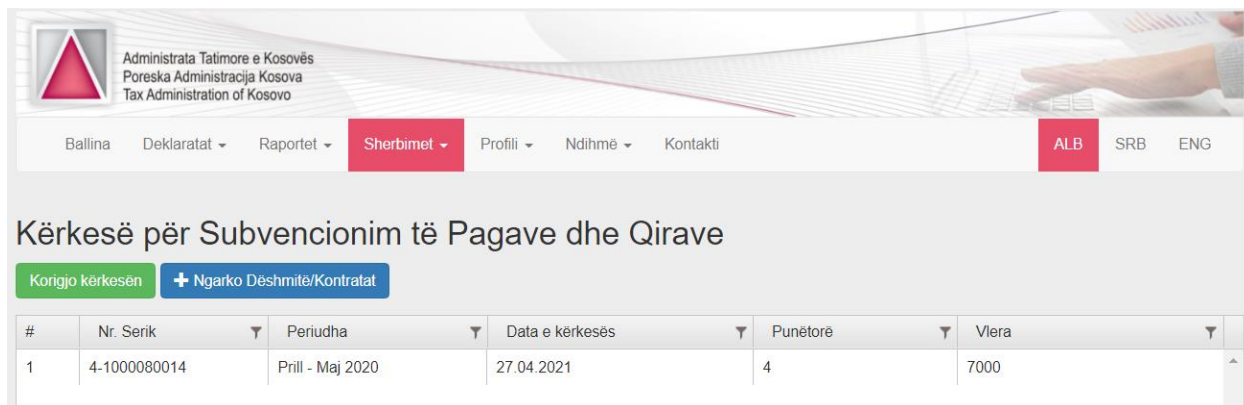 Administrata Tatimore e Kosovës
Poreska Administracija Kosova
Tax Administration of Kosovo
Ballina Deklaratat Raportet Sherbimet Profili Ndihmë Kontakti ALB SRB ENG
Kërkesë për Subvencionim të Pagave dhe Qirave
Korigjo kërkesën + Ngarko Dëshmitë/Kontratat
# Nr. Serik Periudha Data e kërkesës Punëtorë Vlera
1 4-1000080014 Prill - Maj 2020 27.04.2021 4 7000